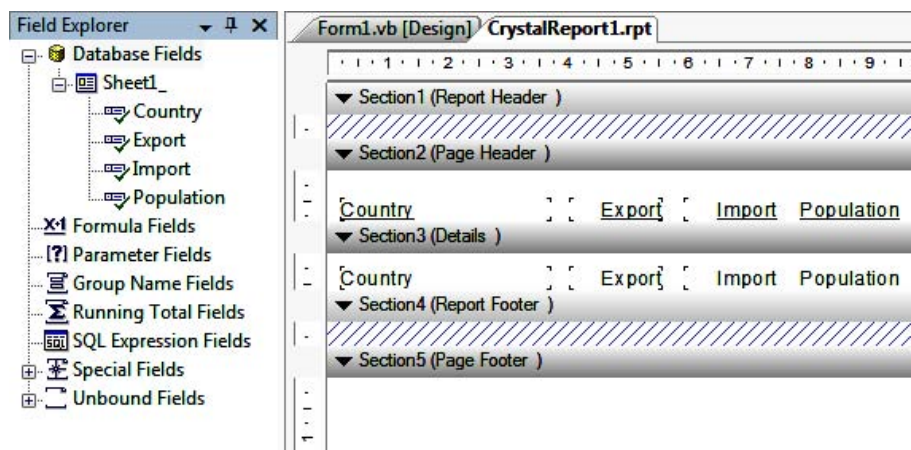 Field Explorer
Database Fields
Sheet1_
Country
Export
Import
Population
Formula Fields
Parameter Fields
Group Name Fields
Running Total Fields
SQL Expression Fields
Special Fields
Unbound Fields
Form1.vb [Design] CrystalReport1.rpt
1 2 3 4 5 6 7 8 9
Section1 (Report Header )
Section2 (Page Header )
Country Export Import Population
Section3 (Details )
Country Export Import Population
Section4 (Report Footer )
Section5 (Page Footer )
1